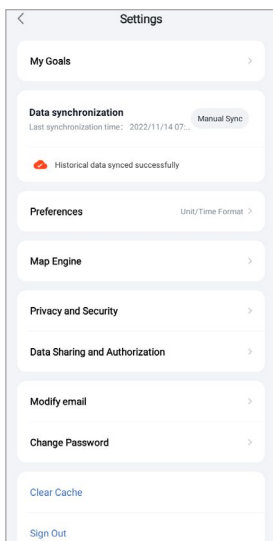 Settings
My Goals
Data synchronization
Last synchronization time: 2022/11/14 07:...
Manual Sync
Historical data synced successfully
Preferences
Unit/Time Format
Map Engine
Privacy and Security
Data Sharing and Authorization
Modify email
Change Password
Clear Cache
Sign Out